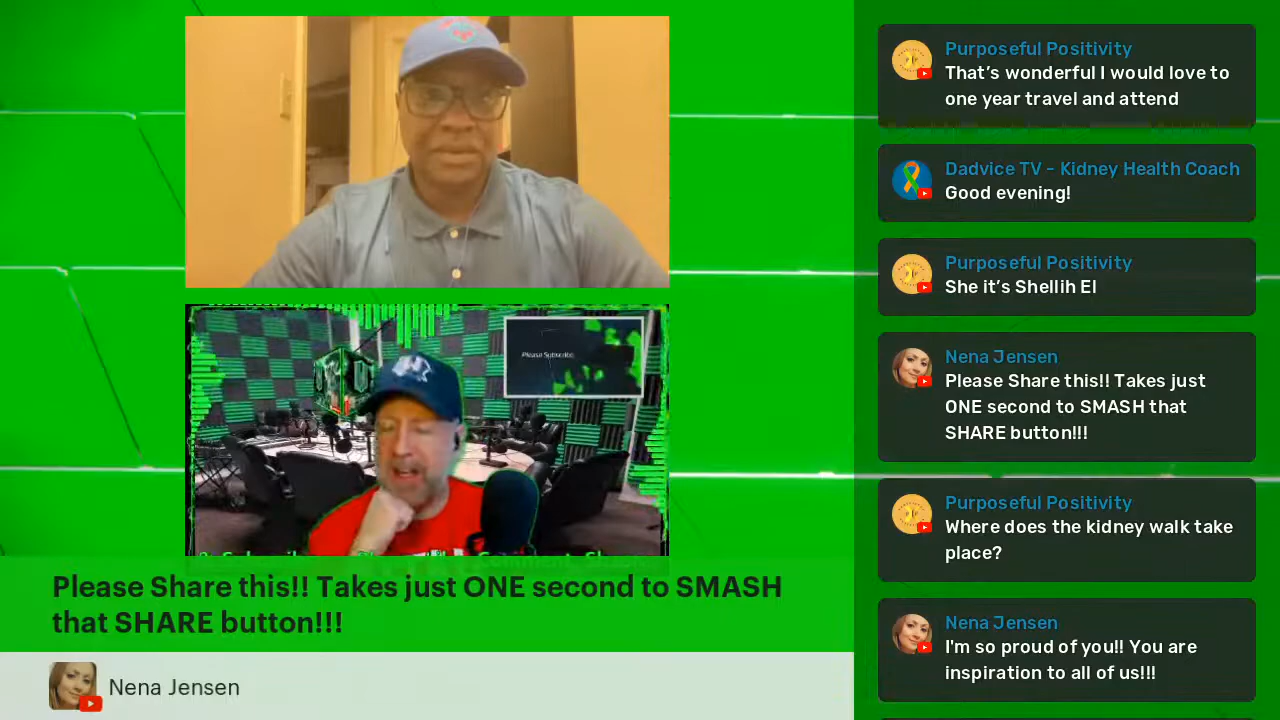 Purposeful Positivity
That’s wonderful I would love to
one year travel and attend
Dadvice TV - Kidney Health Coach
Good evening!
Purposeful Positivity
She it’s Shellih El
Nena Jensen
Please Share this!! Takes just
ONE second to SMASH that
SHARE button!!!
Purposeful Positivity
Where does the kidney walk take
place?
Nena Jensen
I'm so proud of you!! You are
inspiration to all of us!!!
Please Subscribe
Please Share this!! Takes just ONE second to SMASH
that SHARE button!!!
Nena Jensen